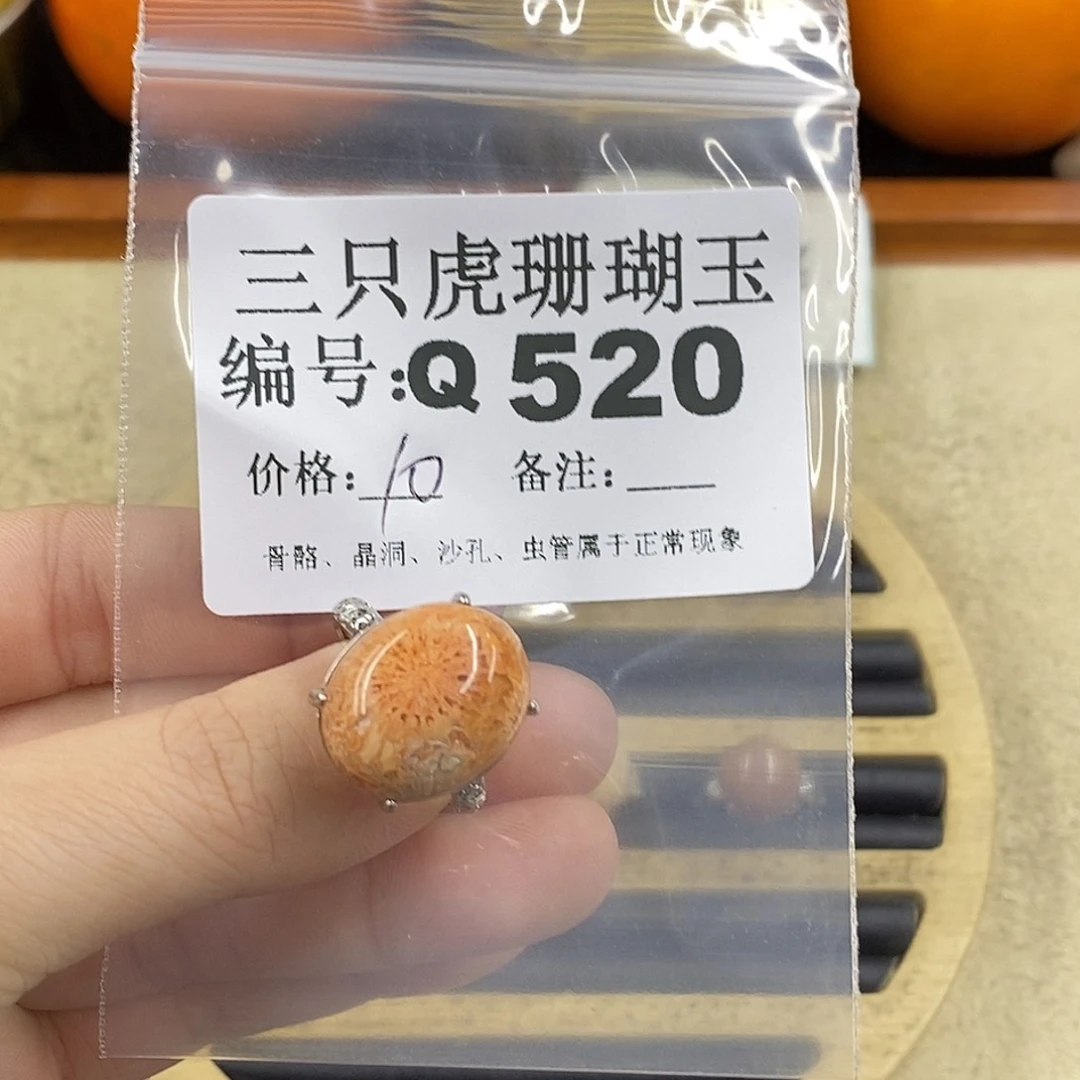 三只虎珊瑚玉
编号:Q 520
价格: 10 备注:____
骨骼、晶洞、沙孔、虫管属于正常现象